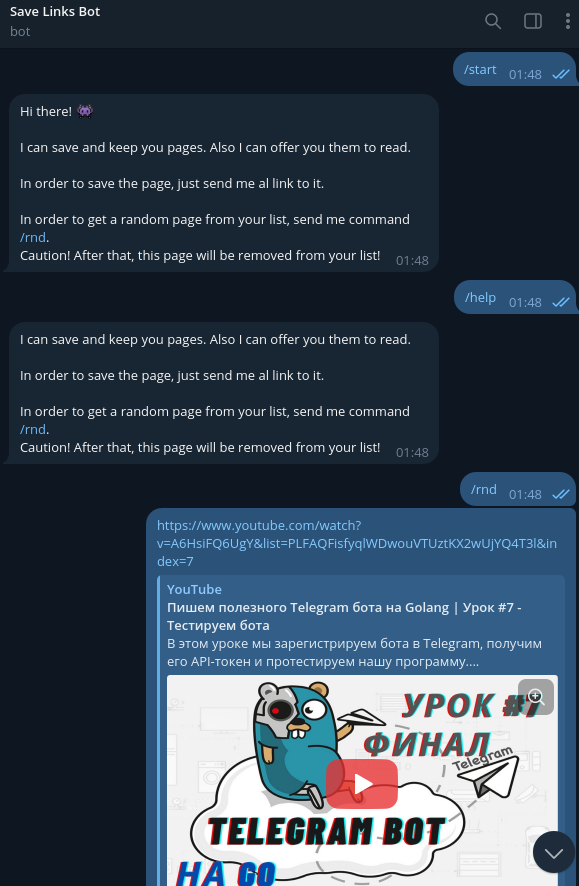 Save Links Bot
bot
/start 01:48
Hi there! 👾
I can save and keep you pages. Also I can offer you them to read.
In order to save the page, just send me al link to it.
In order to get a random page from your list, send me command
/rnd.
Caution! After that, this page will be removed from your list! 01:48
/help 01:48
I can save and keep you pages. Also I can offer you them to read.
In order to save the page, just send me al link to it.
In order to get a random page from your list, send me command
/rnd.
Caution! After that, this page will be removed from your list! 01:48
/rnd 01:48
https://www.youtube.com/watch?
v=A6HsiFQ6UgY&list=PLFAQFisfyqlWDwouVTUztKX2wUjYQ4T3l&in
dex=7
YouTube
Пишем полезного Telegram бота на Golang | Урок #7 -
Тестируем бота
В этом уроке мы зарегистрируем бота в Telegram, получим
его API-токен и протестируем нашу программу....
УРОК #7
ФИНАЛ
Telegram
TELEGRAM BOT
НА GO